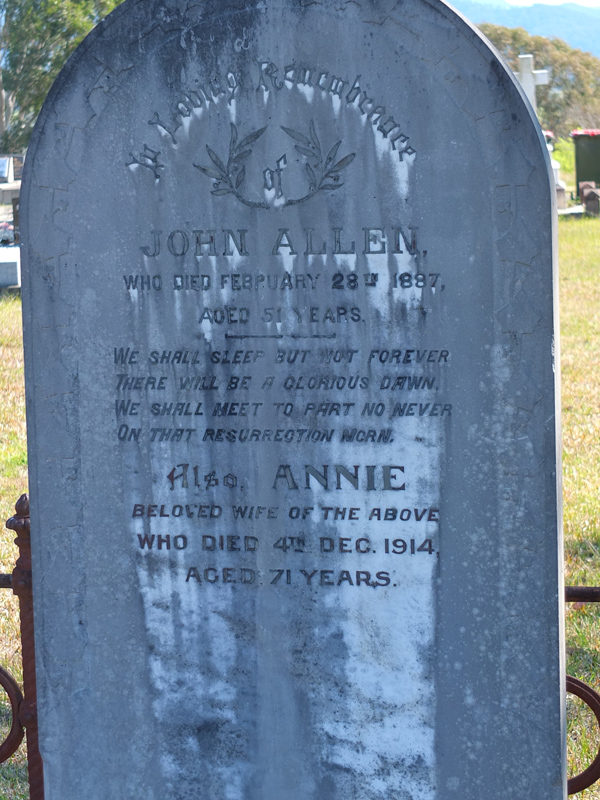 In Loving Remembrance
of
JOHN ALLEN,
WHO DIED FEBRUARY 28TH 1887,
AGED 51 YEARS.
WE SHALL SLEEP BUT NOT FOREVER
THERE WILL BE A GLORIOUS DAWN,
WE SHALL MEET TO PART NO NEVER
ON THAT RESURRECTION MORN.
Also, ANNIE
BELOVED WIFE OF THE ABOVE
WHO DIED 4TH DEC. 1914,
AGED 71 YEARS.